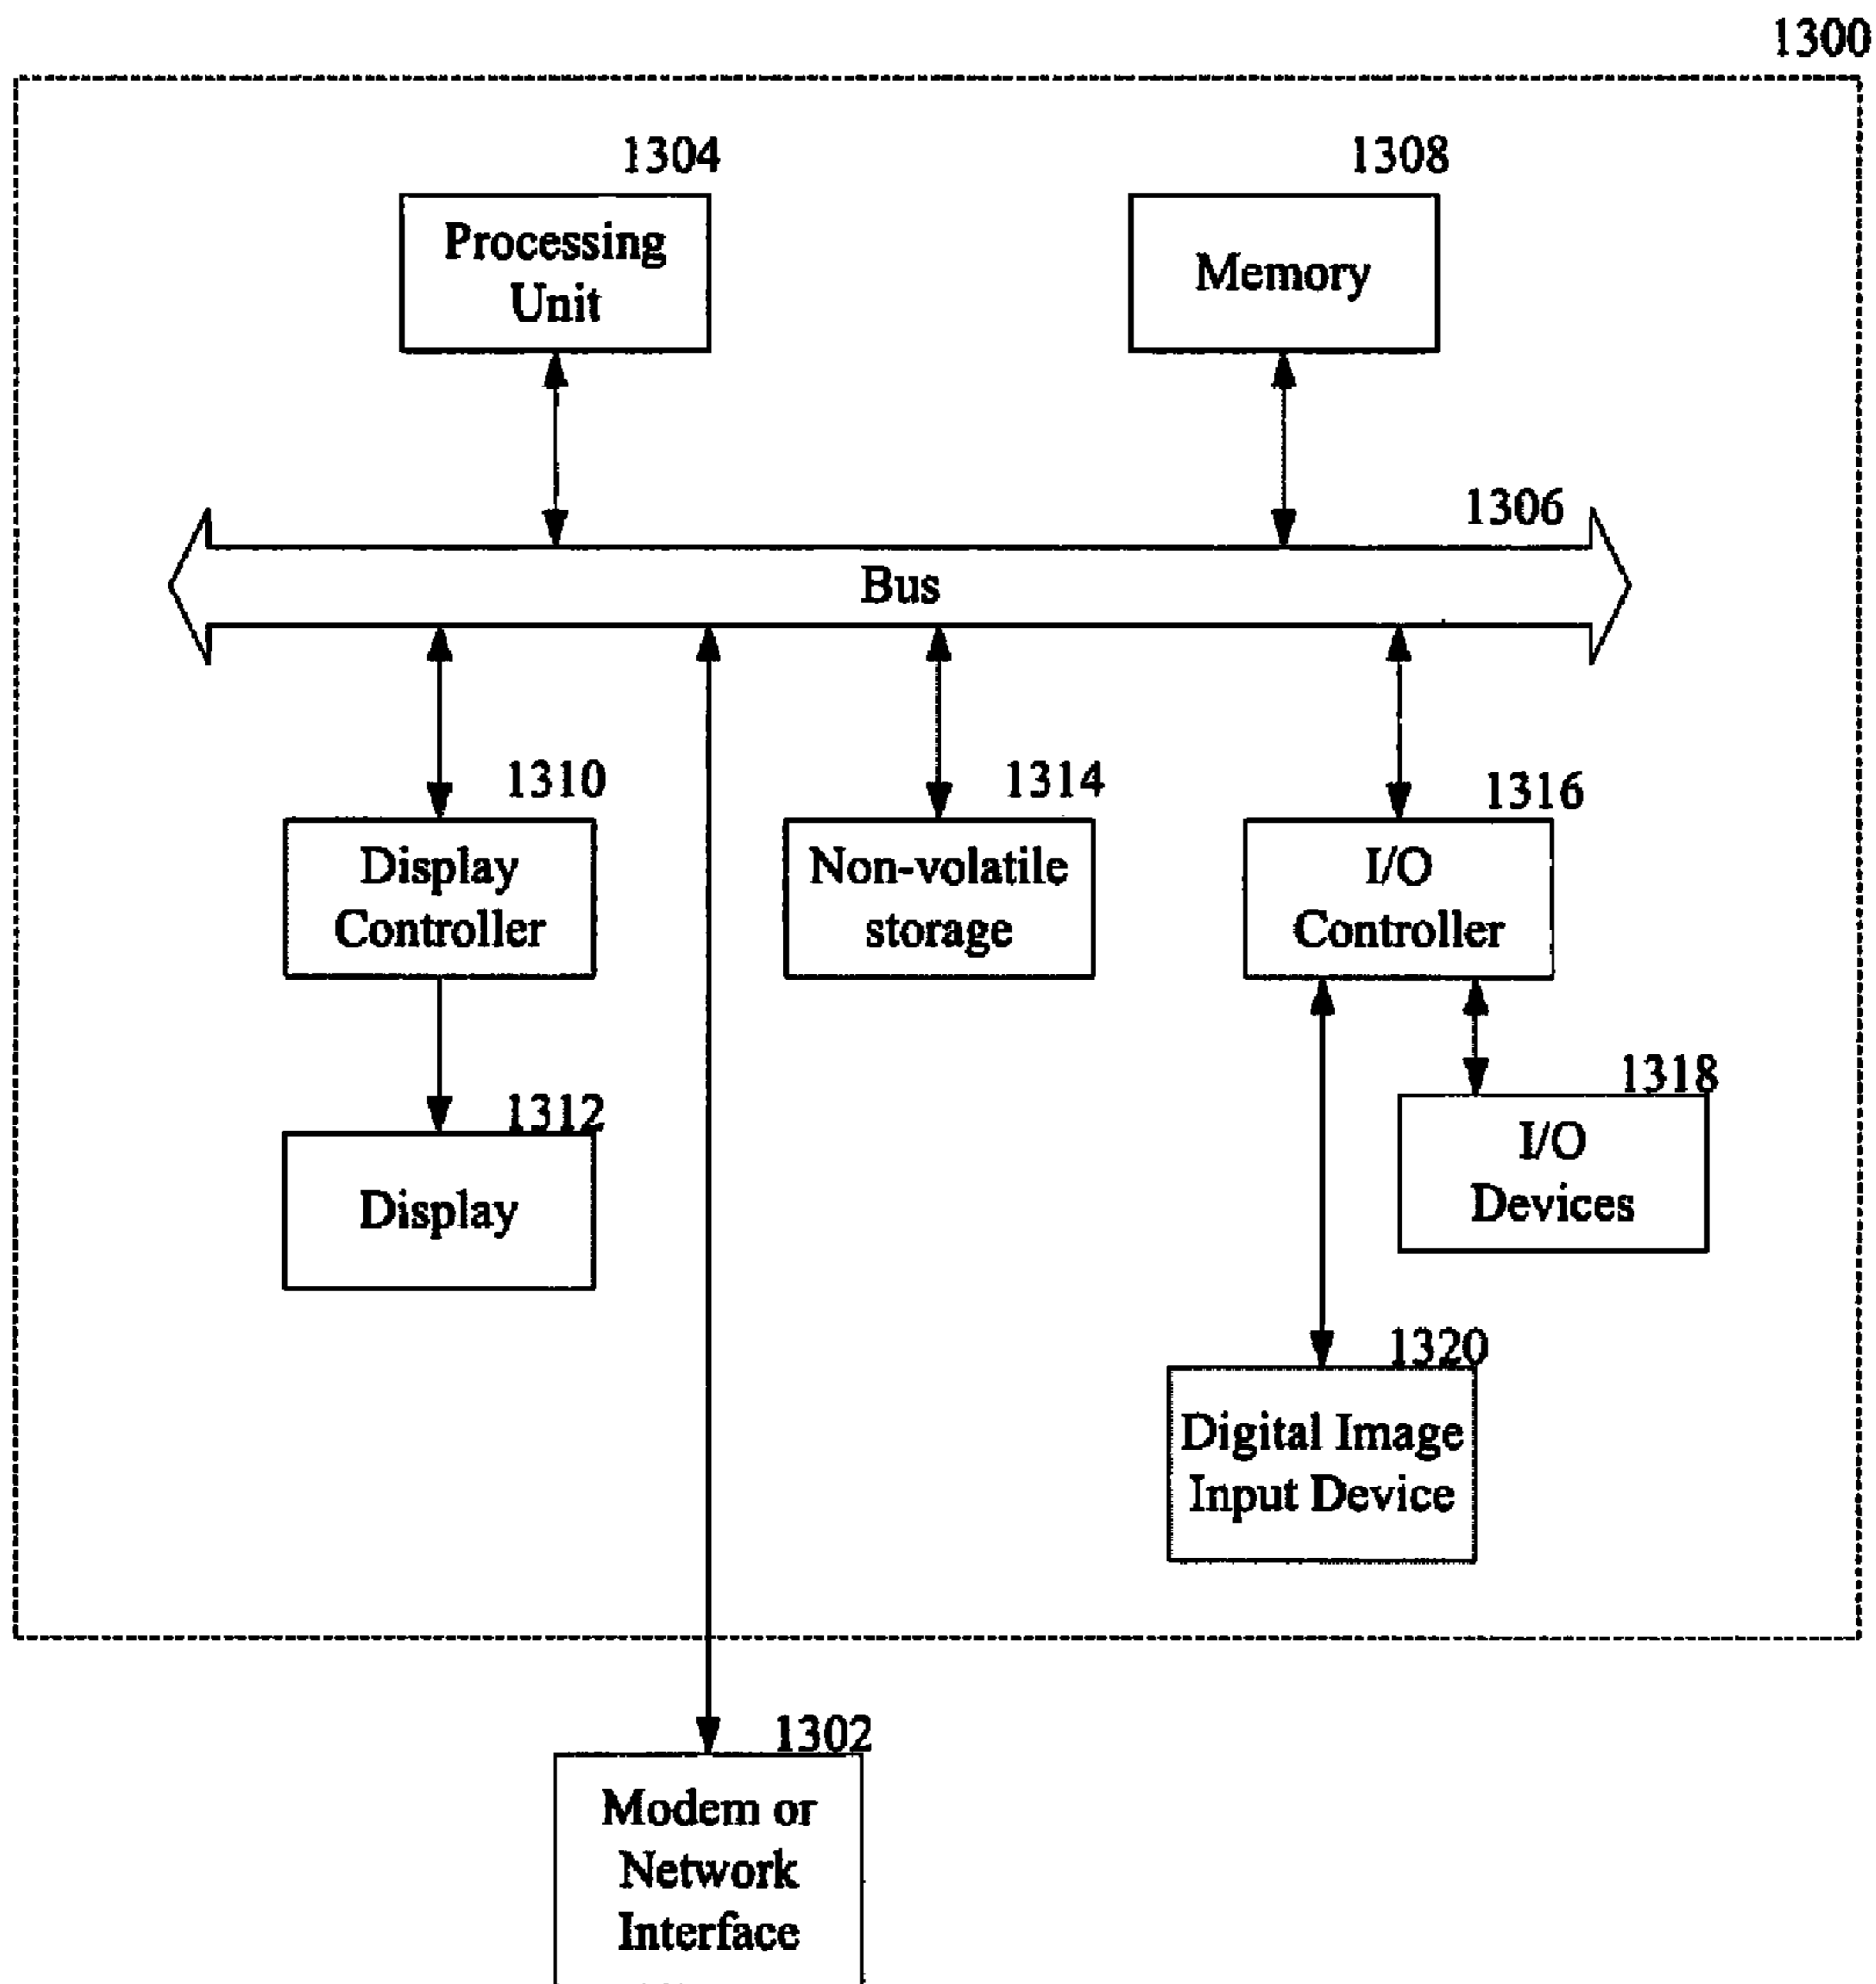 1300
1304
1308
Processing
Unit
Memory
1306
Bus
1310
1314
1316
Display
Controller
Non-volatile
storage
I/O
Controller
1318
1312
I/O
Devices
Display
1320
Digital Image
Input Device
1302
Modem or
Network
Interface